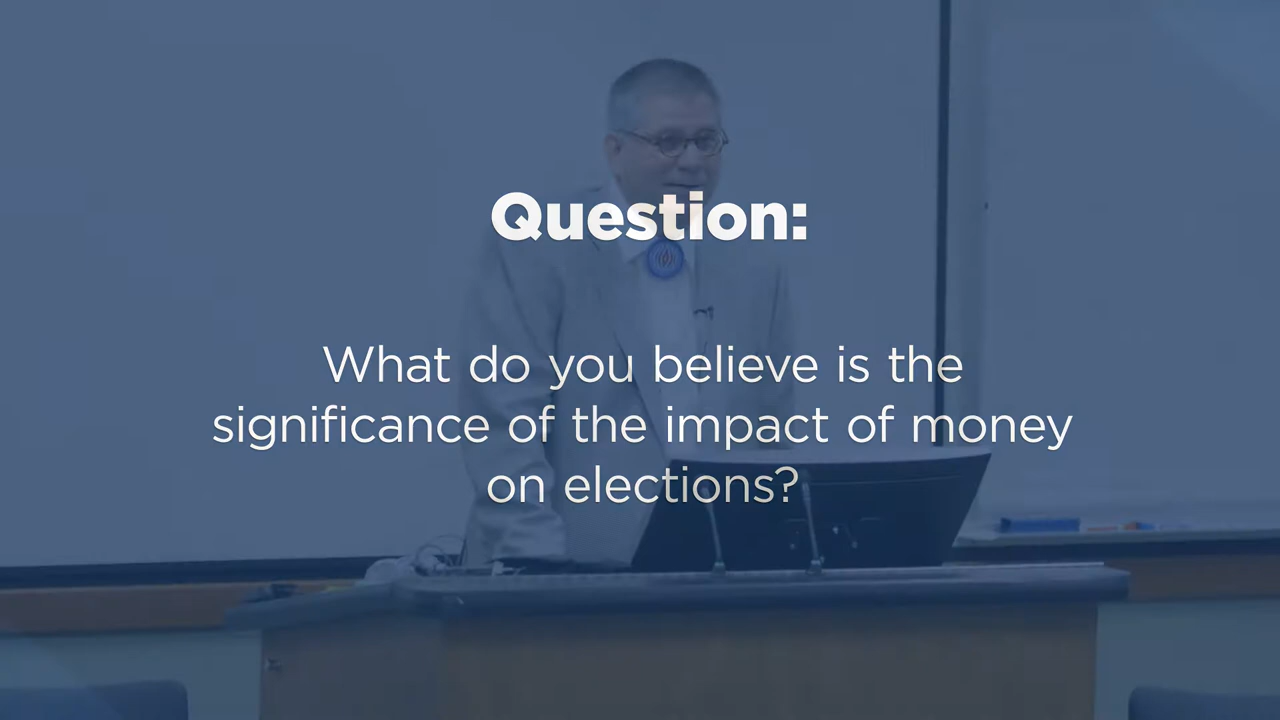 Question:
What do you believe is the
significance of the impact of money
on elections?